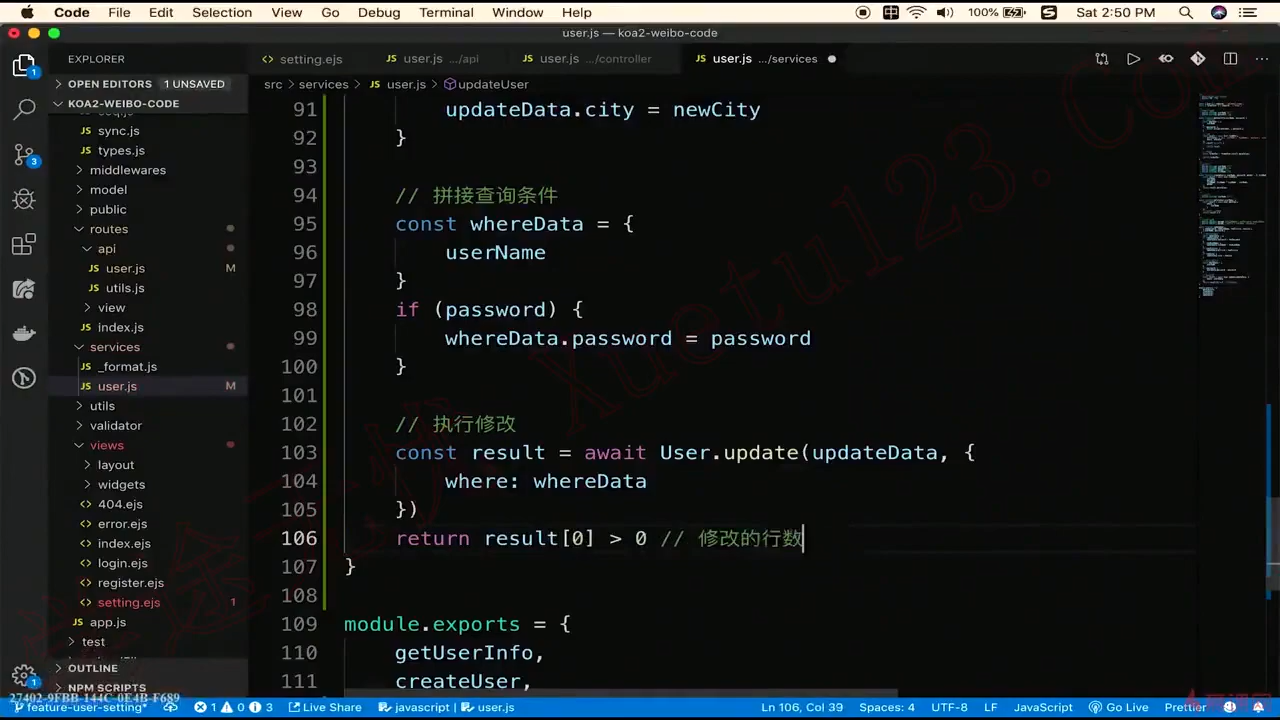 Code File Edit Selection View Go Debug Terminal Window Help 100% Sat 2:50 PM
user.js — koa2-weibo-code
EXPLORER
setting.ejs
user.js .../api
user.js .../controller
user.js .../services
OPEN EDITORS 1 UNSAVED
src > services > user.js > updateUser
KOA2-WEIBO-CODE
sync.js
types.js
middlewares
model
public
routes
api
user.js M
utils.js
view
index.js
services
_format.js
user.js M
utils
validator
views
layout
widgets
404.ejs
error.ejs
index.ejs
login.ejs
register.ejs
setting.ejs 1
app.js
test
OUTLINE
NPM SCRIPTS
91 updateData.city = newCity
92 }
93
94 // 拼接查询条件
95 const whereData = {
96 userName
97 }
98 if (password) {
99 whereData.password = password
100 }
101
102 // 执行修改
103 const result = await User.update(updateData, {
104 where: whereData
105 })
106 return result[0] > 0 // 修改的行数
107 }
108
109 module.exports = {
110 getUserInfo,
111 createUser,
27402-9FBB-144C-0E4B-F689
feature-user-setting* 1 0 3 Live Share javascript | user.js Ln 106, Col 39 Spaces: 4 UTF-8 LF JavaScript Go Live Prettier